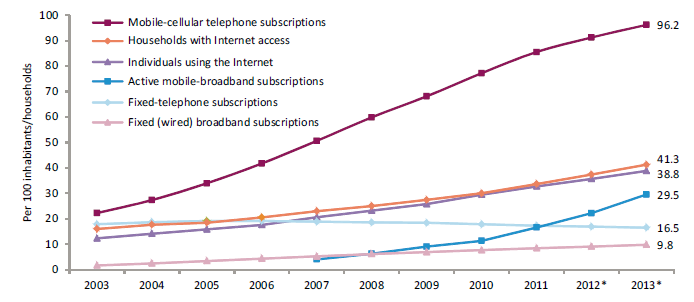 100
90
80
70
60
50
40
30
20
10
0
Per 100 inhabitants/households
Mobile-cellular telephone subscriptions
Households with Internet access
Individuals using the Internet
Active mobile-broadband subscriptions
Fixed-telephone subscriptions
Fixed (wired) broadband subscriptions
96.2
41.3
38.8
29.5
16.5
9.8
2003 2004 2005 2006 2007 2008 2009 2010 2011 2012* 2013*